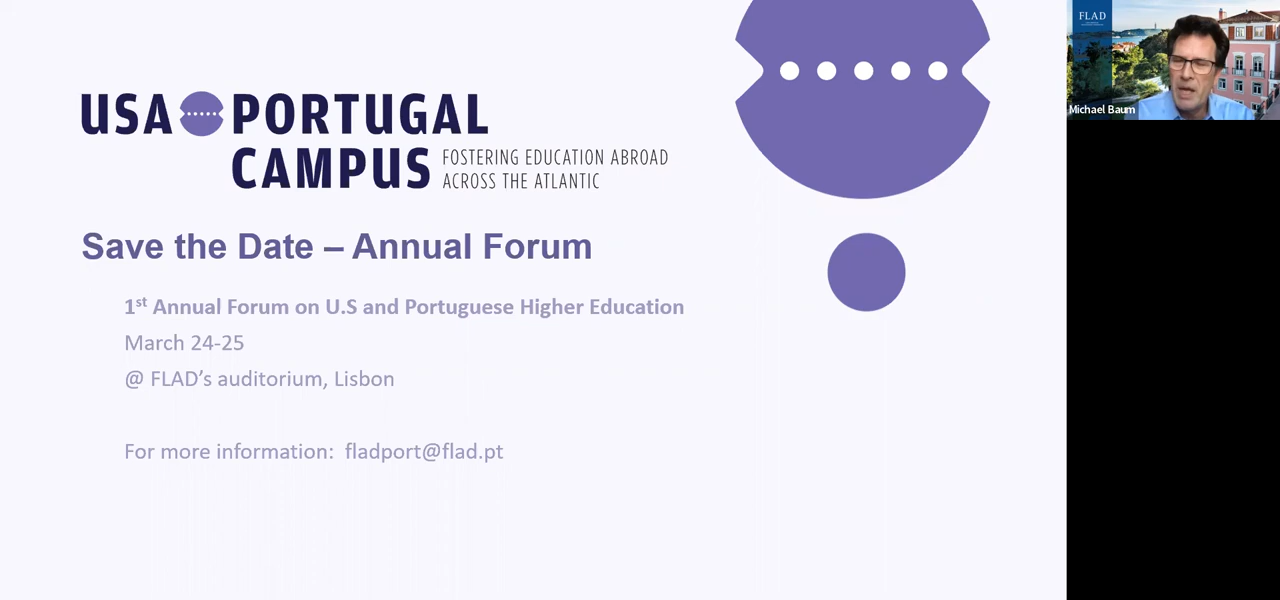 USA PORTUGAL
CAMPUS
FOSTERING EDUCATION ABROAD
ACROSS THE ATLANTIC
Save the Date – Annual Forum
1st Annual Forum on U.S and Portuguese Higher Education
March 24-25
@ FLAD’s auditorium, Lisbon
For more information: fladport@flad.pt
FLAD
Michael Baum